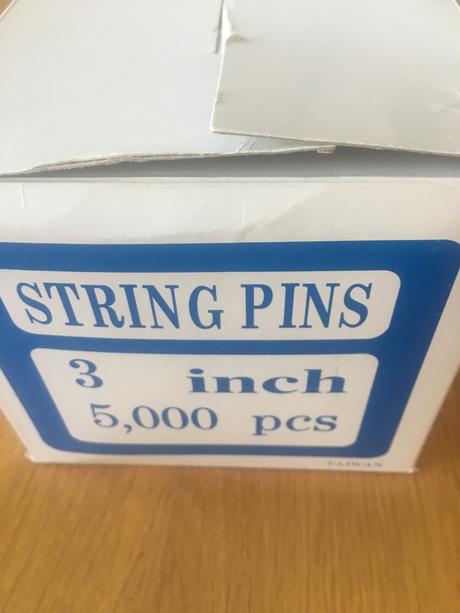 STRING PINS
3 inch
5,000 pcs
TAIWAN